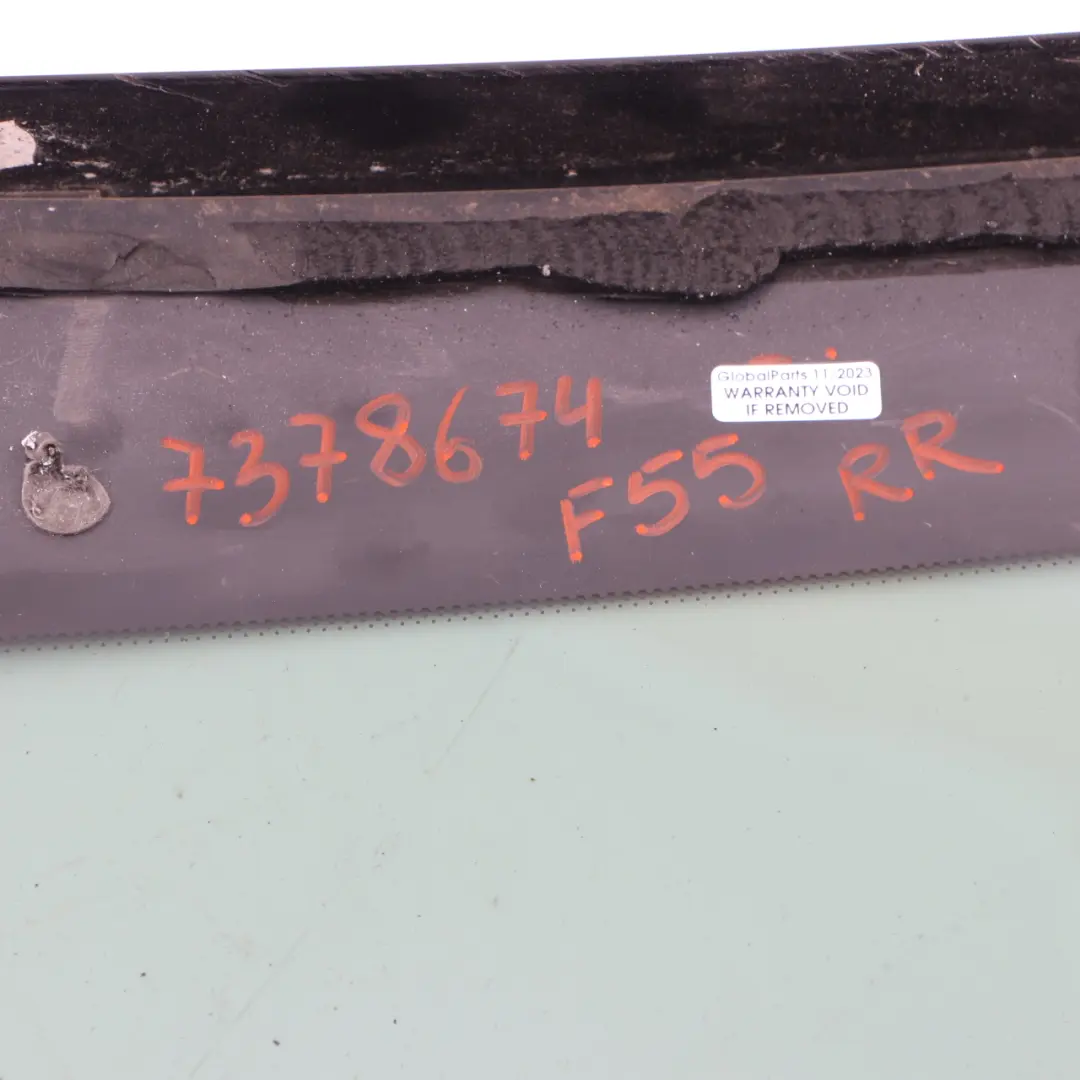 GlobalParts 11.2023
WARRANTY VOID
IF REMOVED
7378674
F55 RR